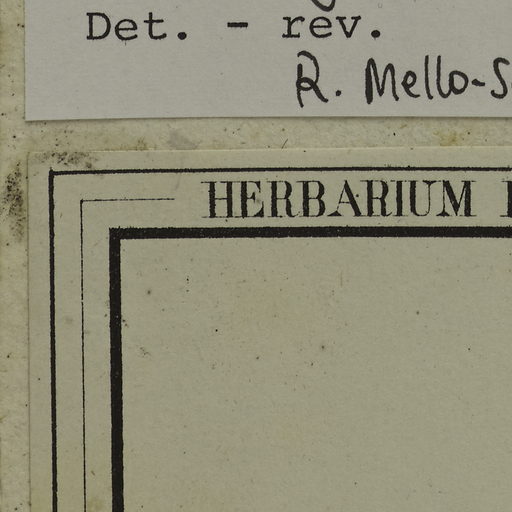 Det. - rev.
R. Mello-S
HERBARIUM